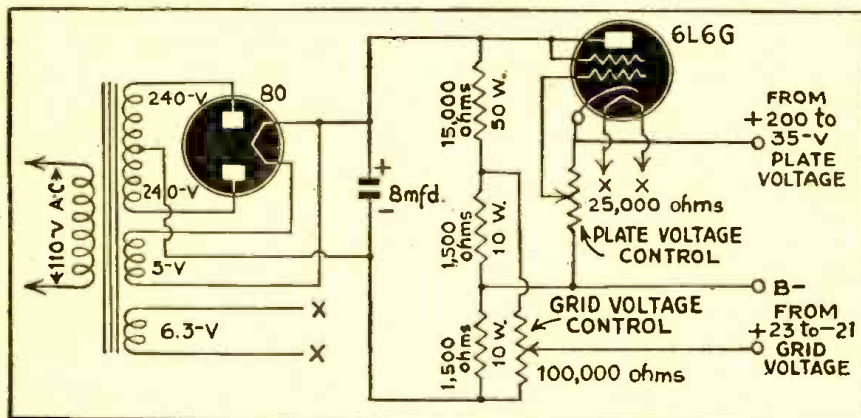 240-V
80
6L6G
110-V A.C
240-V
5-V
6.3-V
X
X
+
8mfd.
-
15,000
ohms
50 W.
1,500
ohms
10 W.
1,500
ohms
10 W.
X X
25,000 ohms
PLATE VOLTAGE
CONTROL
GRID VOLTAGE
CONTROL
100,000 ohms
FROM
+ 200 to
35-V
PLATE
VOLTAGE
B-
FROM
+23 to -21
GRID
VOLTAGE